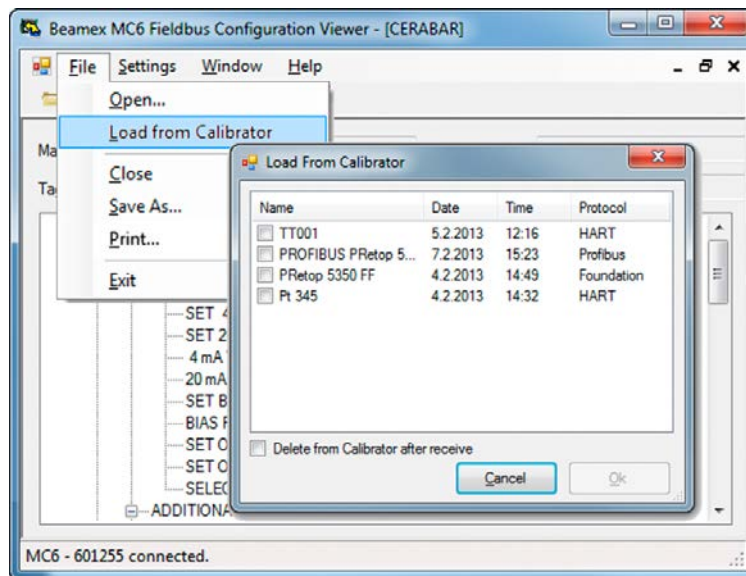 Beamex MC6 Fieldbus Configuration Viewer - [CERABAR]
File Settings Window Help
Open...
Load from Calibrator
Ma
Close
Ta
Save As...
Print...
Exit
Load From Calibrator
Name Date Time Protocol
TT001 5.2.2013 12:16 HART
PROFIBUS PRetop 5... 7.2.2013 15:23 Profibus
PRetop 5350 FF 4.2.2013 14:49 Foundation
Pt 345 4.2.2013 14:32 HART
Delete from Calibrator after receive
Cancel Ok
SET
SET 2
4 mA
20 mA
SET B
BIAS
SET O
SET O
SELEC
ADDITIONA
MC6 - 601255 connected.